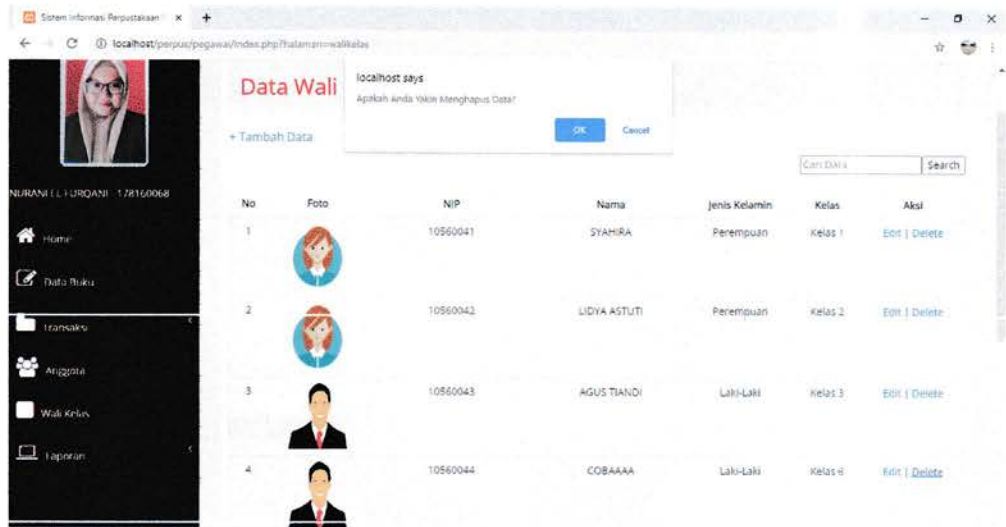 Sistem Informasi Perpustakaan
localhost/perpus/pegawai/index.php?halaman=walikelas
localhost says
Apakah Anda Yakin Menghapus Data?
OK Cancel
Data Wali
+ Tambah Data
Cari Data Search
NURANI EL FURQANI - 178160068
Home
Data Buku
Transaksi
Anggota
Wali Kelas
Laporan
No Foto NIP Nama Jenis Kelamin Kelas Aksi
1 10560041 SYAHIRA Perempuan Kelas 1 Edit | Delete
2 10560042 LIDYA ASTUTI Perempuan Kelas 2 Edit | Delete
3 10560043 AGUS TIANDI Laki-Laki Kelas 3 Edit | Delete
4 10560044 COBAAAA Laki-Laki Kelas 6 Edit | Delete